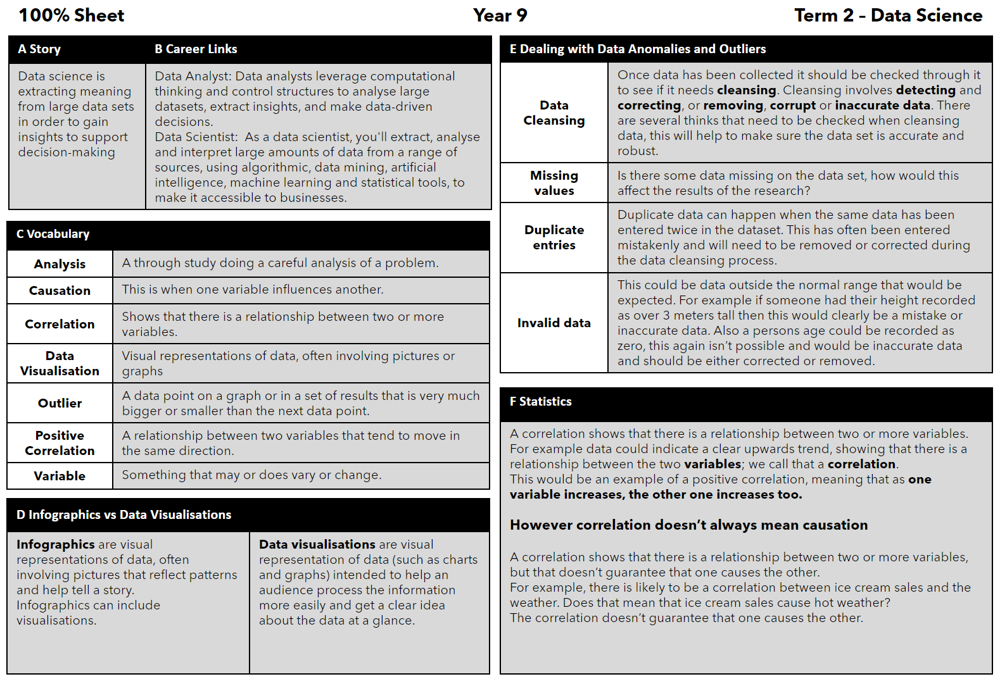 100% Sheet
Year 9
Term 2 – Data Science
A Story
B Career Links
Data science is
extracting meaning
from large data sets
in order to gain
insights to support
decision-making
Data Analyst: Data analysts leverage computational
thinking and control structures to analyse large
datasets, extract insights, and make data-driven
decisions.
Data Scientist:  As a data scientist, you'll extract, analyse
and interpret large amounts of data from a range of
sources, using algorithmic, data mining, artificial
intelligence, machine learning and statistical tools, to
make it accessible to businesses.
C Vocabulary
Analysis
A through study doing a careful analysis of a problem.
Causation
This is when one variable influences another.
Correlation
Shows that there is a relationship between two or more
variables.
Data
Visualisation
Visual representations of data, often involving pictures or
graphs
Outlier
A data point on a graph or in a set of results that is very much
bigger or smaller than the next data point.
Positive
Correlation
A relationship between two variables that tend to move in
the same direction.
Variable
Something that may or does vary or change.
D Infographics vs Data Visualisations
Infographics are visual
representations of data, often
involving pictures that reflect patterns
and help tell a story.
Infographics can include
visualisations.
Data visualisations are visual
representation of data (such as charts
and graphs) intended to help an
audience process the information
more easily and get a clear idea
about the data at a glance.
E Dealing with Data Anomalies and Outliers
Data
Cleansing
Once data has been collected it should be checked through it
to see if it needs cleansing. Cleansing involves detecting and
correcting, or removing, corrupt or inaccurate data. There
are several thinks that need to be checked when cleansing
data, this will help to make sure the data set is accurate and
robust.
Missing
values
Is there some data missing on the data set, how would this
affect the results of the research?
Duplicate
entries
Duplicate data can happen when the same data has been
entered twice in the dataset. This has often been entered
mistakenly and will need to be removed or corrected during
the data cleansing process.
Invalid data
This could be data outside the normal range that would be
expected. For example if someone had their height recorded
as over 3 meters tall then this would clearly be a mistake or
inaccurate data. Also a persons age could be recorded as
zero, this again isn’t possible and would be inaccurate data
and should be either corrected or removed.
F Statistics
A correlation shows that there is a relationship between two or more variables.
For example data could indicate a clear upwards trend, showing that there is a
relationship between the two variables; we call that a correlation.
This would be an example of a positive correlation, meaning that as one
variable increases, the other one increases too.
However correlation doesn’t always mean causation
A correlation shows that there is a relationship between two or more variables,
but that doesn’t guarantee that one causes the other.
For example, there is likely to be a correlation between ice cream sales and the
weather. Does that mean that ice cream sales cause hot weather?
The correlation doesn’t guarantee that one causes the other.